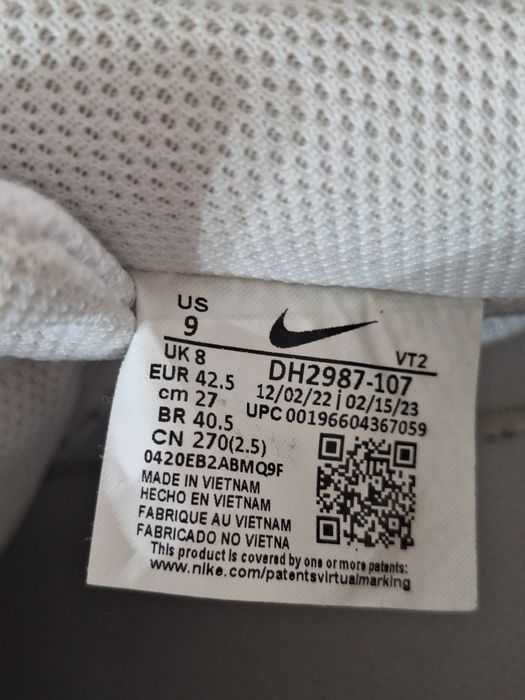 US
9
VT2
UK 8
DH2987-107
EUR 42.5
12/02/22 | 02/15/23
cm 27
UPC 00196604367059
BR 40.5
CN 270(2.5)
0420EB2ABMQ9F
MADE IN VIETNAM
HECHO EN VIETNAM
FABRIQUE AU VIETNAM
FABRICADO NO VIETNA
This product is covered by one or more patents:
www.nike.com/patentsvirtualmarking